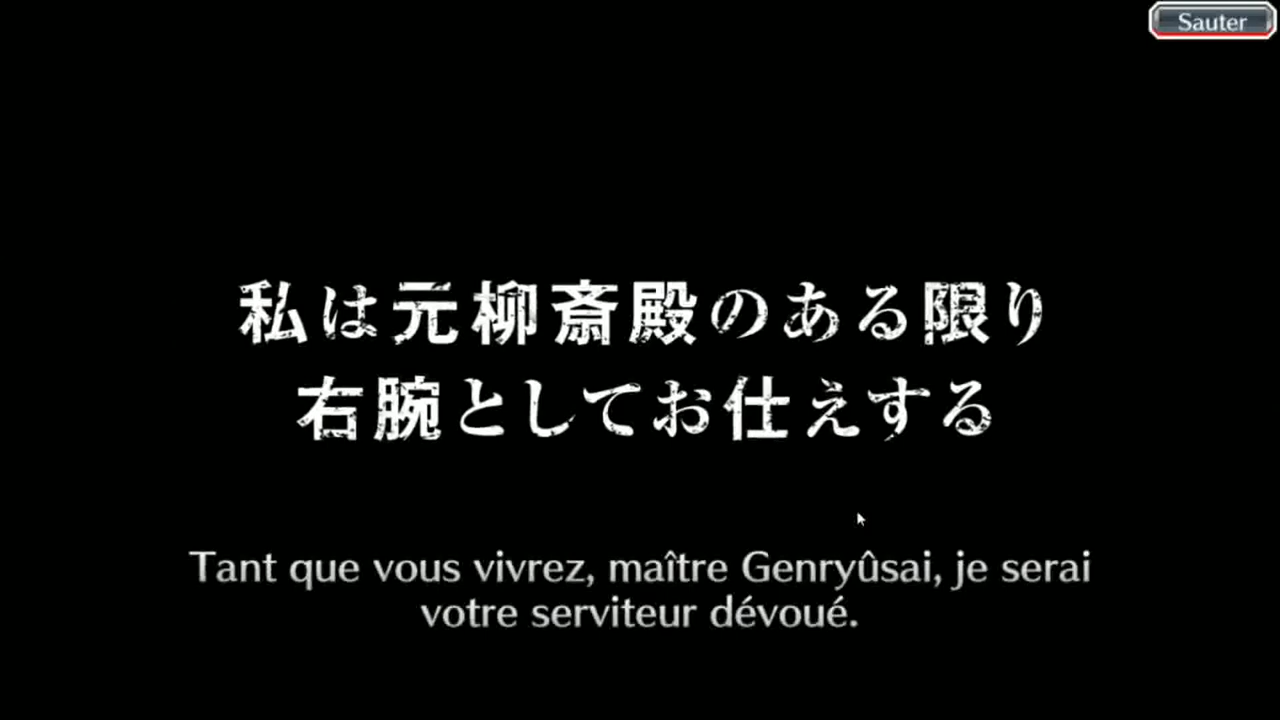 Sauter
私は元柳斎殿のある限り
右腕としてお仕えする
Tant que vous vivrez, maître Genryûsai, je serai
votre serviteur dévoué.